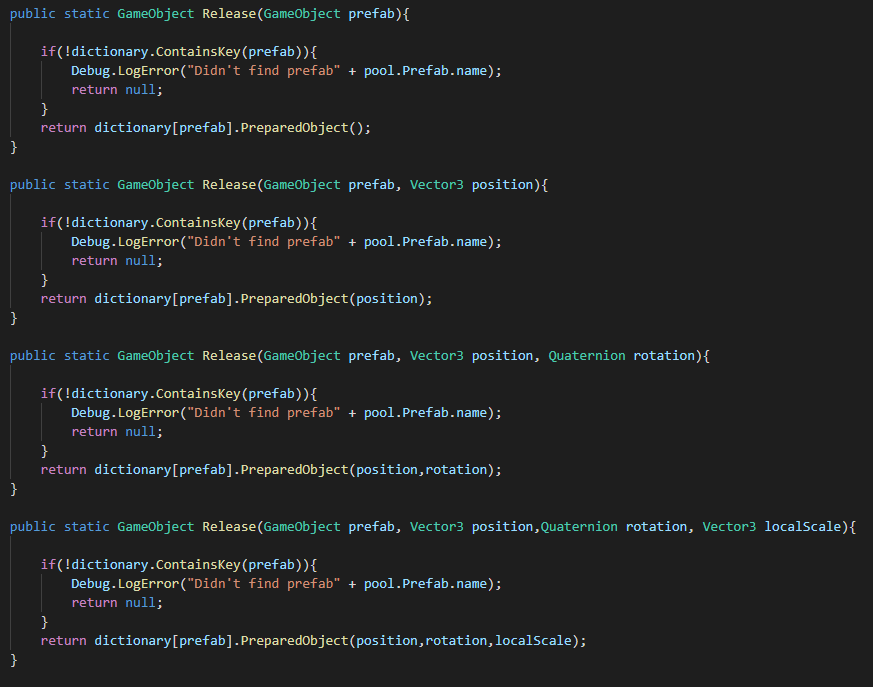 public static GameObject Release(GameObject prefab){
if(!dictionary.ContainsKey(prefab)){
Debug.LogError("Didn't find prefab" + pool.Prefab.name);
return null;
}
return dictionary[prefab].PreparedObject();
}
public static GameObject Release(GameObject prefab, Vector3 position){
if(!dictionary.ContainsKey(prefab)){
Debug.LogError("Didn't find prefab" + pool.Prefab.name);
return null;
}
return dictionary[prefab].PreparedObject(position);
}
public static GameObject Release(GameObject prefab, Vector3 position, Quaternion rotation){
if(!dictionary.ContainsKey(prefab)){
Debug.LogError("Didn't find prefab" + pool.Prefab.name);
return null;
}
return dictionary[prefab].PreparedObject(position,rotation);
}
public static GameObject Release(GameObject prefab, Vector3 position,Quaternion rotation, Vector3 localScale){
if(!dictionary.ContainsKey(prefab)){
Debug.LogError("Didn't find prefab" + pool.Prefab.name);
return null;
}
return dictionary[prefab].PreparedObject(position,rotation,localScale);
}